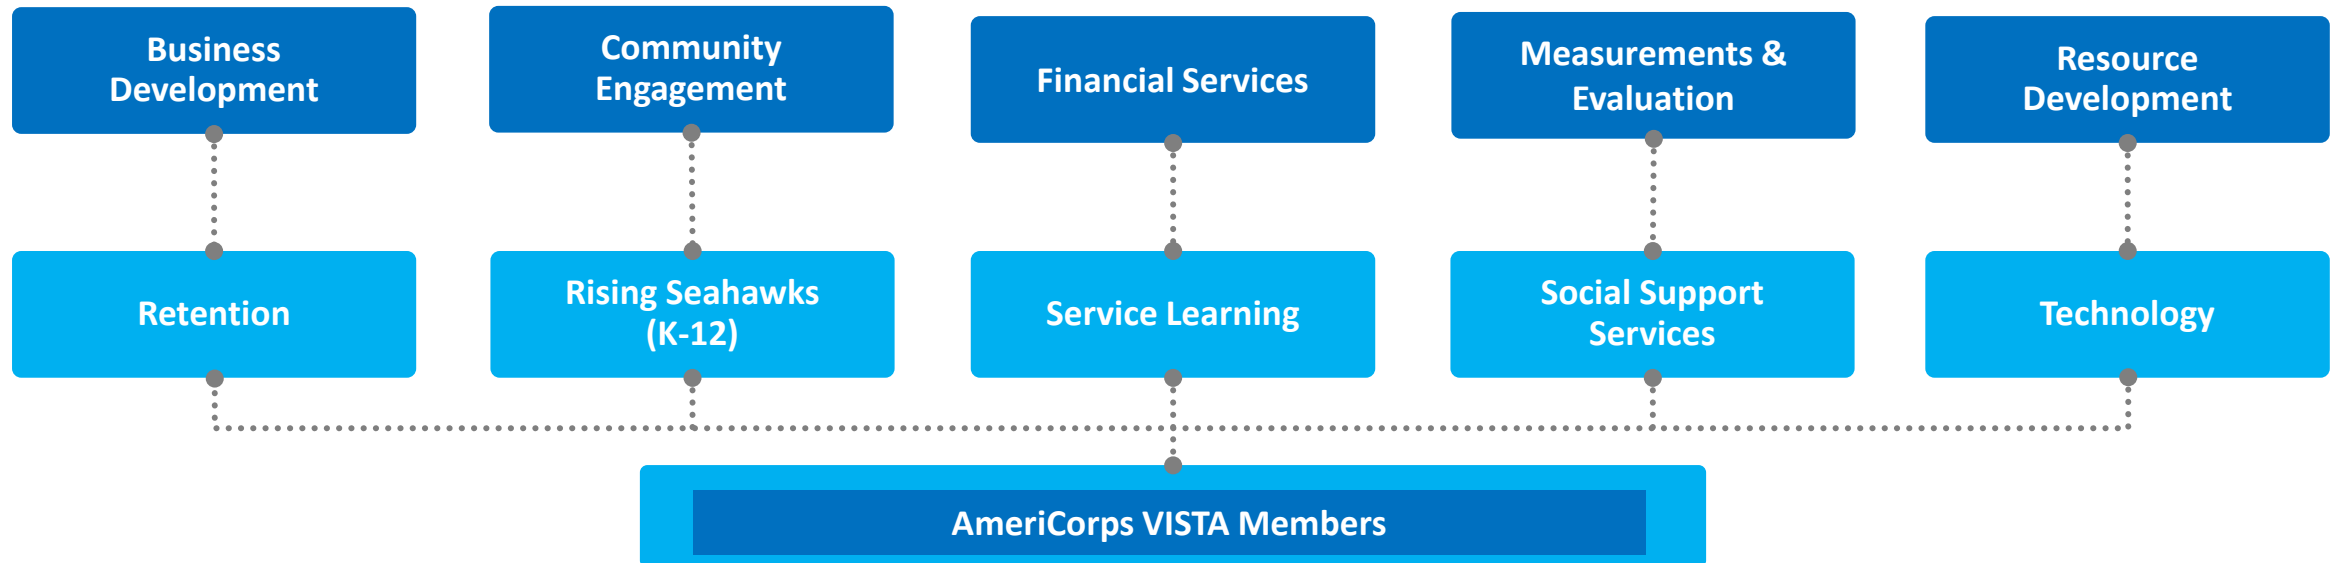 Business
Development
Community
Engagement
Financial Services
Measurements &
Evaluation
Resource
Development
Retention
Rising Seahawks
(K-12)
Service Learning
Social Support
Services
Technology
AmeriCorps VISTA Members